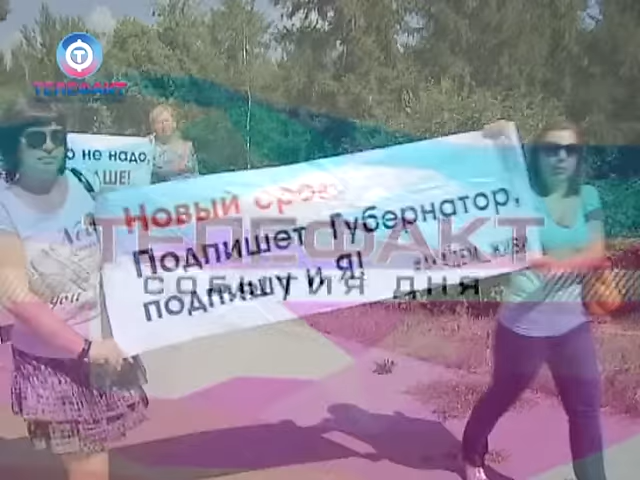 ТЕЛЕФАКТ
о не надо,
АШЕ!
Новый срок
Подпишет Губернатор,
подпишу и Я!
ТЕЛЕФАКТ
СОБЫТИЯ ДНЯ